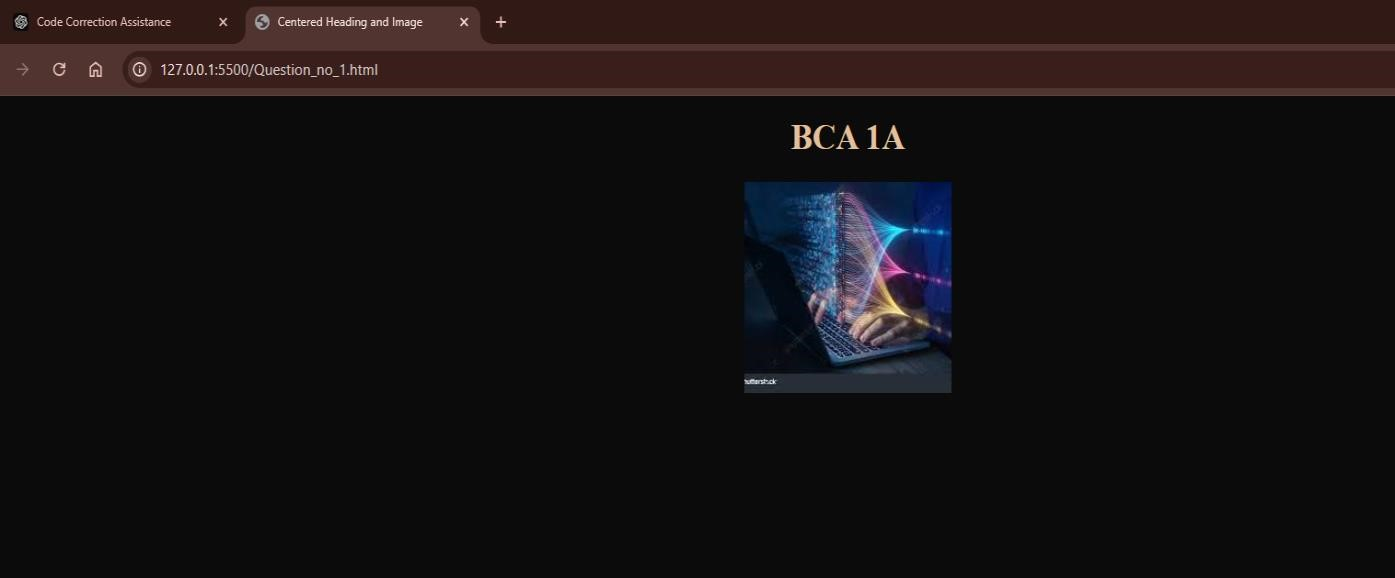 Code Correction Assistance
Centered Heading and Image
127.0.0.1:5500/Question_no_1.html
BCA 1A